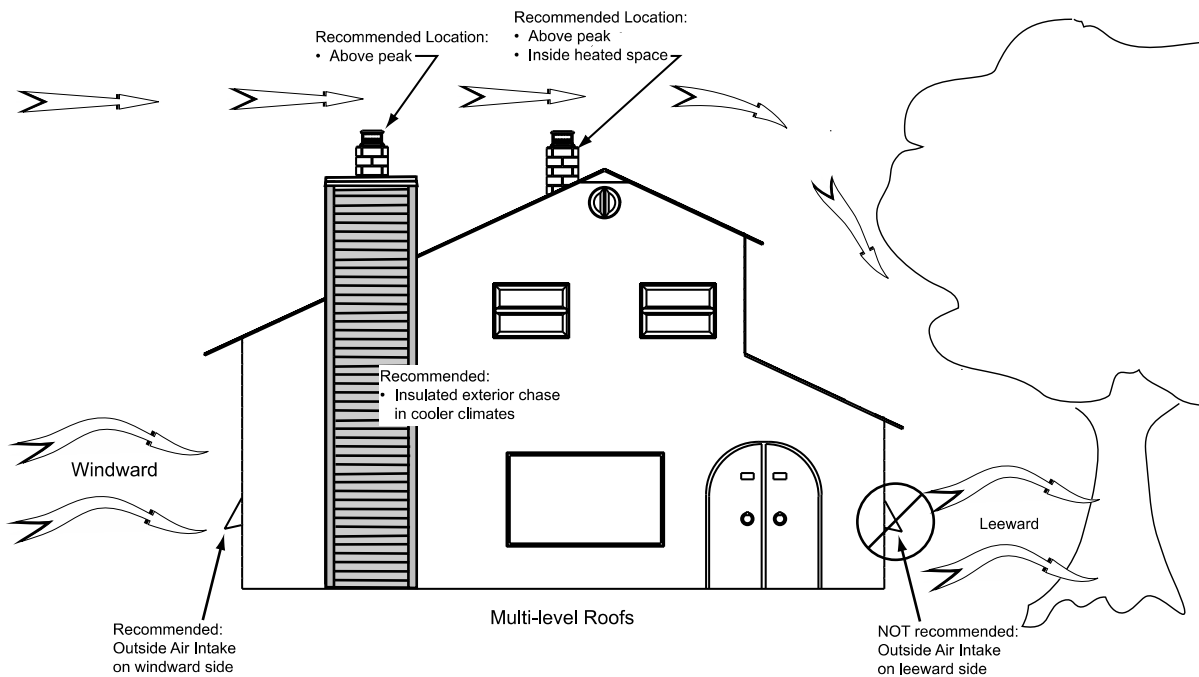 Recommended Location:
• Above peak
Recommended Location:
• Above peak
• Inside heated space
Recommended:
• Insulated exterior chase
in cooler climates
Windward
Leeward
Multi-level Roofs
Recommended:
Outside Air Intake
on windward side
NOT recommended:
Outside Air Intake
on leeward side